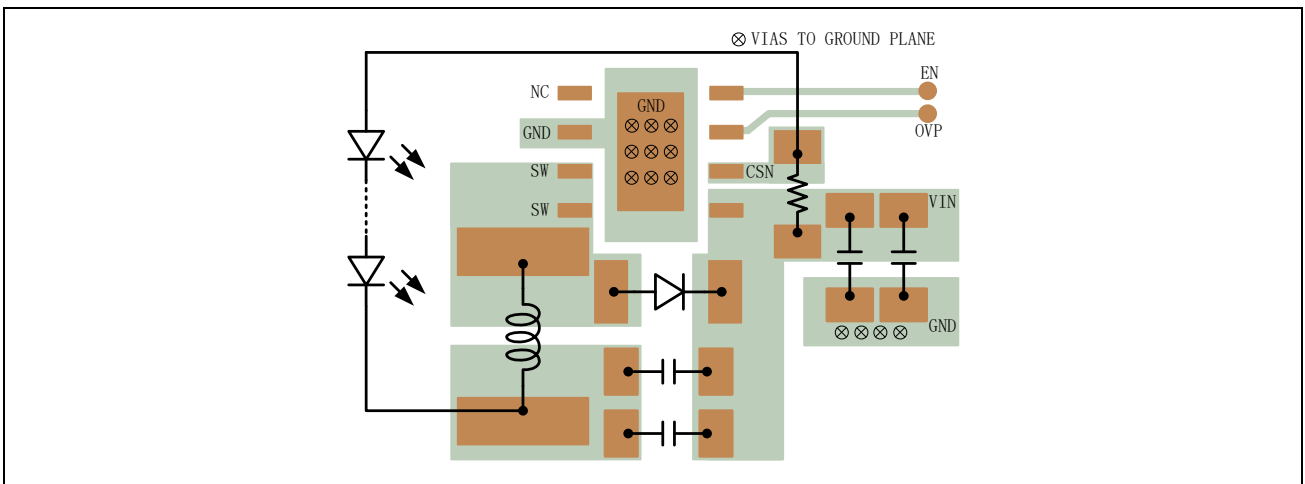 VIAS TO GROUND PLANE
EN
NC
GND
OVP
GND
SW
CSN
SW
VIN
GND